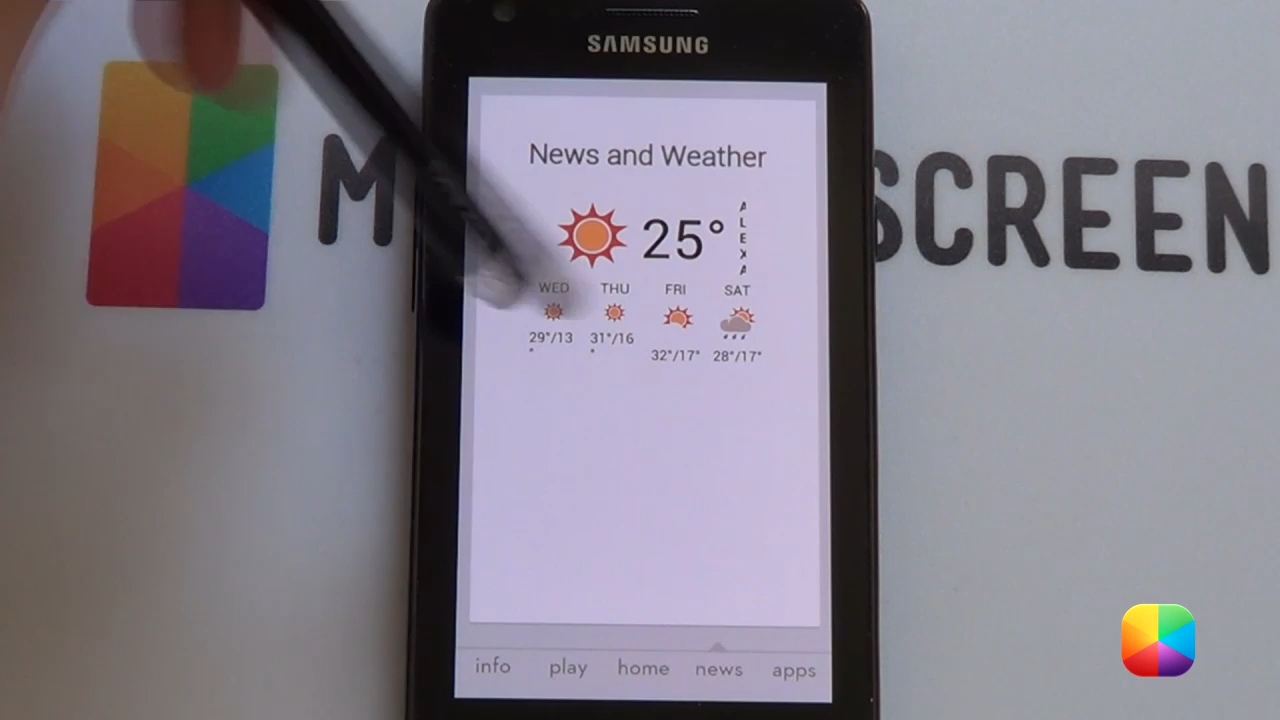 SAMSUNG
M SCREEN
News and Weather
25°
A
L
E
X
A
WED THU FRI SAT
29°/13° 31°/16° 32°/17° 28°/17°
info play home news apps